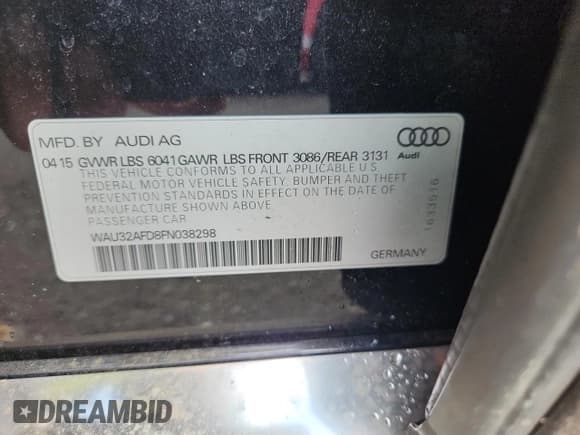 MFD. BY AUDI AG
04 15 GVWR LBS 6041 GAWR LBS FRONT 3086/REAR 3131
Audi
THIS VEHICLE CONFORMS TO ALL APPLICABLE U.S
FEDERAL MOTOR VEHICLE SAFETY, BUMPER AND THEFT
PREVENTION STANDARDS IN EFFECT ON THE DATE OF
MANUFACTURE SHOWN ABOVE.
PASSENGER CAR
1633516
WAU32AFD8FN038298
GERMANY
DREAMBID